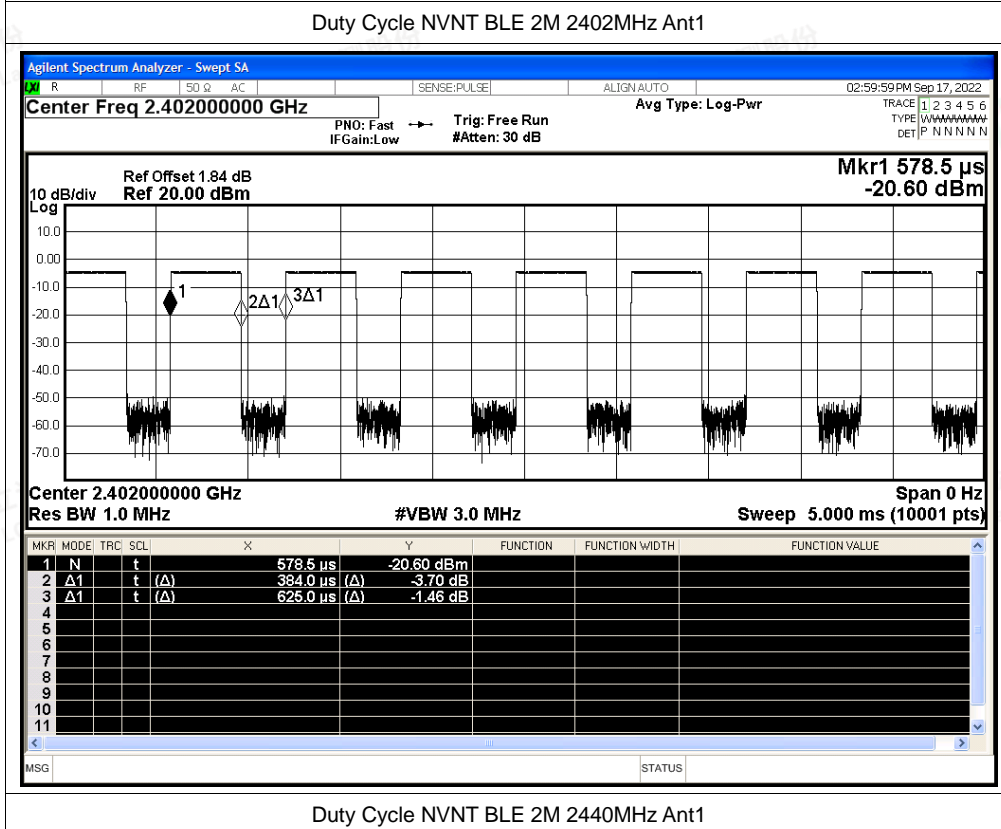 Duty Cycle NVNT BLE 2M 2402MHz Ant1
Agilent Spectrum Analyzer - Swept SA
LXI R RF 50 Ω AC SENSE:PULSE ALIGN AUTO 02:59:59 PM Sep 17, 2022
Center Freq 2.402000000 GHz Avg Type: Log-Pwr TRACE 1 2 3 4 5 6
PNO: Fast Trig: Free Run TYPE WWWWWW
IFGain:Low #Atten: 30 dB DET P N N N N N
Ref Offset 1.84 dB Mkr1 578.5 µs
10 dB/div Ref 20.00 dBm -20.60 dBm
Log
10.0
0.00
-10.0
1 2Δ1 3Δ1
-20.0
-30.0
-40.0
-50.0
-60.0
-70.0
Center 2.402000000 GHz Span 0 Hz
Res BW 1.0 MHz #VBW 3.0 MHz Sweep 5.000 ms (10001 pts)
MKR MODE TRC SCL X Y FUNCTION FUNCTION WIDTH FUNCTION VALUE
1 N t 578.5 µs -20.60 dBm
2 Δ1 t (Δ) 384.0 µs (Δ) -3.70 dB
3 Δ1 t (Δ) 625.0 µs (Δ) -1.46 dB
4
5
6
7
8
9
10
11
MSG STATUS
Duty Cycle NVNT BLE 2M 2440MHz Ant1